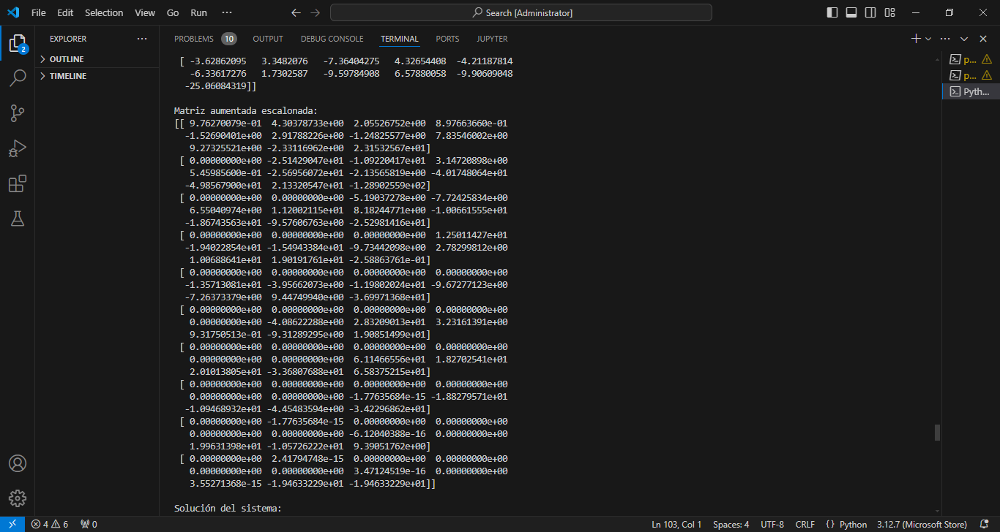 File Edit Selection View Go Run ··· Search [Administrator]
EXPLORER ···
OUTLINE
TIMELINE
2
PROBLEMS 10 OUTPUT DEBUG CONSOLE TERMINAL PORTS JUPYTER
[ -3.62862095 3.3482076 -7.36404275 4.32654408 -4.21187814
-6.33617276 1.7302587 -9.59784908 6.57880058 -9.90609048
-25.06084319]]
Matriz aumentada escalonada:
[[ 9.76270079e-01 4.30378733e+00 2.05526752e+00 8.97663660e-01
-1.52690401e+00 2.91788226e+00 -1.24825577e+00 7.83546002e+00
9.27325521e+00 -2.33116962e+00 2.31532567e+01]
[ 0.00000000e+00 -2.51429047e+01 -1.09220417e+01 3.14720898e+00
5.45985600e-01 -2.56956072e+01 -2.13565819e+00 -4.01748064e+01
-4.98567900e+01 2.13320547e+01 -1.28902559e+02]
[ 0.00000000e+00 0.00000000e+00 -5.19037278e+00 -7.72425834e+00
6.55040974e+00 1.12002115e+01 8.18244771e+00 -1.00661555e+01
-1.86743563e+01 -9.57606763e+00 -2.52981416e+01]
[ 0.00000000e+00 0.00000000e+00 0.00000000e+00 1.25011427e+01
-1.94022854e+01 -1.54943384e+01 -9.73442098e+00 2.78299812e+00
1.00688641e+01 1.90191761e+01 -2.58863761e-01]
[ 0.00000000e+00 0.00000000e+00 0.00000000e+00 0.00000000e+00
-1.35713081e+01 -3.95662073e+00 -1.19802024e+01 -9.67277123e+00
-7.26373379e+00 9.44749940e+00 -3.69971368e+01]
[ 0.00000000e+00 0.00000000e+00 0.00000000e+00 0.00000000e+00
0.00000000e+00 -4.08622288e+00 2.83209013e+01 3.23161391e+00
9.31750513e-01 -9.31289295e+00 1.90851499e+01]
[ 0.00000000e+00 0.00000000e+00 0.00000000e+00 0.00000000e+00
0.00000000e+00 0.00000000e+00 6.11466556e+01 1.82702541e+01
2.01013805e+01 -3.36807688e+01 6.58375215e+01]
[ 0.00000000e+00 0.00000000e+00 0.00000000e+00 0.00000000e+00
0.00000000e+00 0.00000000e+00 -1.77635684e-15 -1.88279571e+01
-1.09468932e+01 -4.45483594e+00 -3.42296862e+01]
[ 0.00000000e+00 -1.77635684e-15 0.00000000e+00 0.00000000e+00
0.00000000e+00 0.00000000e+00 -6.12040388e-16 0.00000000e+00
1.99631398e+01 -1.05726222e+01 9.39051762e+00]
[ 0.00000000e+00 2.41794748e-15 0.00000000e+00 0.00000000e+00
0.00000000e+00 0.00000000e+00 3.47124519e-16 0.00000000e+00
3.55271368e-15 -1.94633229e+01 -1.94633229e+01]]
Solución del sistema:
p...
p...
Pyth...
4 6 0 Ln 103, Col 1 Spaces: 4 UTF-8 CRLF {} Python 3.12.7 (Microsoft Store)